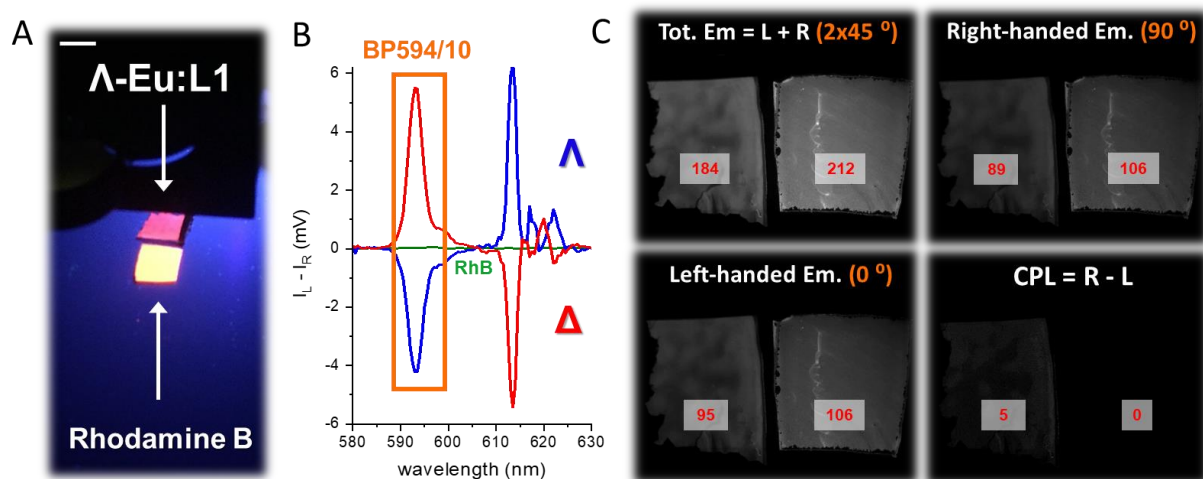 A
Λ-Eu:L1
Rhodamine B
B
BP594/10
I_L - I_R (mV)
6
4
2
0
-2
-4
-6
Λ
RhB
Δ
580
590
600
610
620
630
wavelength (nm)
C
Tot. Em = L + R (2x45 º)
184
212
Right-handed Em. (90 º)
89
106
Left-handed Em. (0 º)
95
106
CPL = R - L
5
0